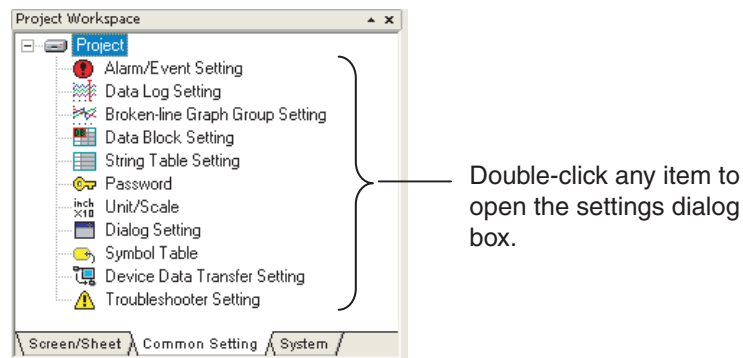 Project Workspace
Project
Alarm/Event Setting
Data Log Setting
Broken-line Graph Group Setting
DB
Data Block Setting
String Table Setting
Password
inch
×10
Unit/Scale
Dialog Setting
Symbol Table
Device Data Transfer Setting
Troubleshooter Setting
Screen/Sheet
Common Setting
System
Double-click any item to
open the settings dialog
box.